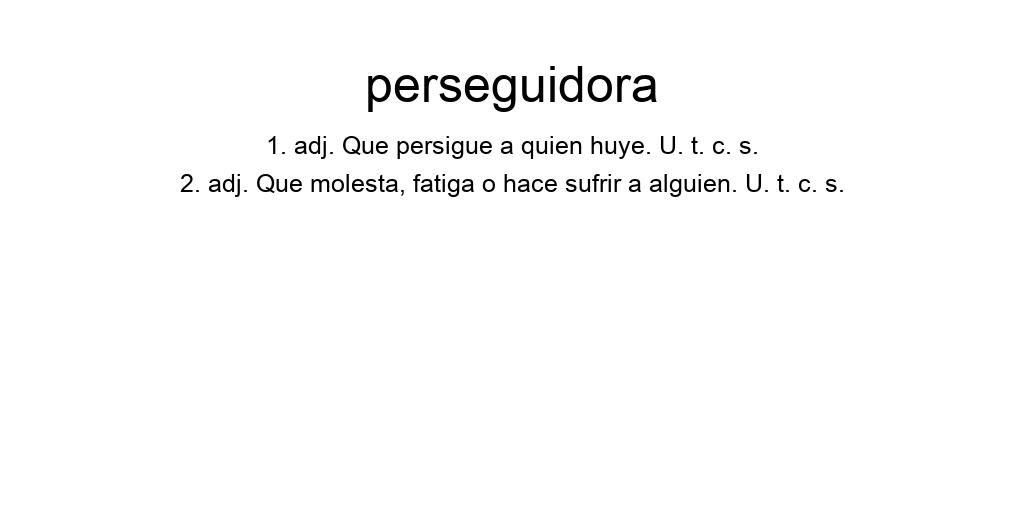 perseguidora
1. adj. Que persigue a quien huye. U. t. c. s.
2. adj. Que molesta, fatiga o hace sufrir a alguien. U. t. c. s.